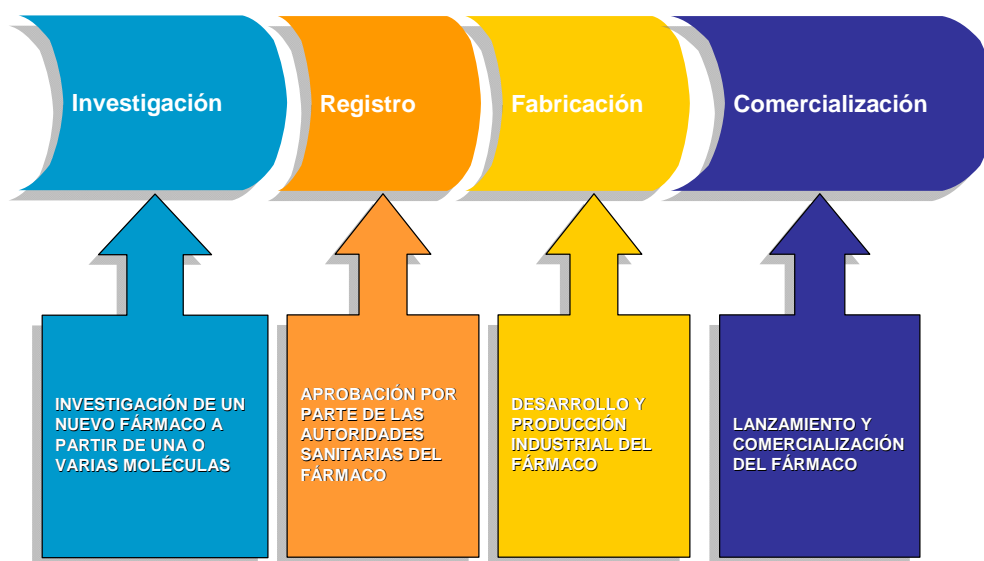 Investigación
Registro
Fabricación
Comercialización
INVESTIGACIÓN DE UN
NUEVO FÁRMACO A
PARTIR DE UNA O
VARIAS MOLÉCULAS
APROBACIÓN POR
PARTE DE LAS
AUTORIDADES
SANITARIAS DEL
FÁRMACO
DESARROLLO Y
PRODUCCIÓN
INDUSTRIAL DEL
FÁRMACO
LANZAMIENTO Y
COMERCIALIZACIÓN
DEL FÁRMACO